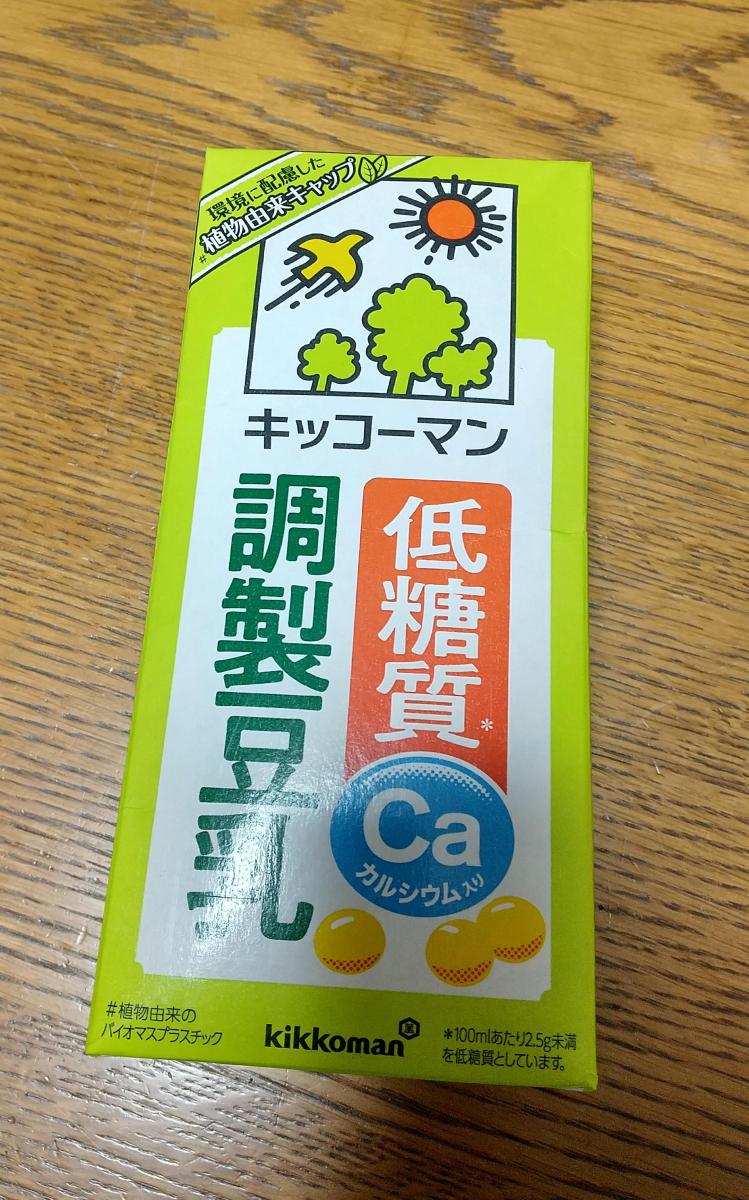 環境に配慮した
#植物由来キャップ
キッコーマン
低糖質*
調製豆乳
Ca
カルシウム入り
#植物由来の
バイオマスプラスチック
kikkoman
*100mlあたり2.5g未満
を低糖質としています。